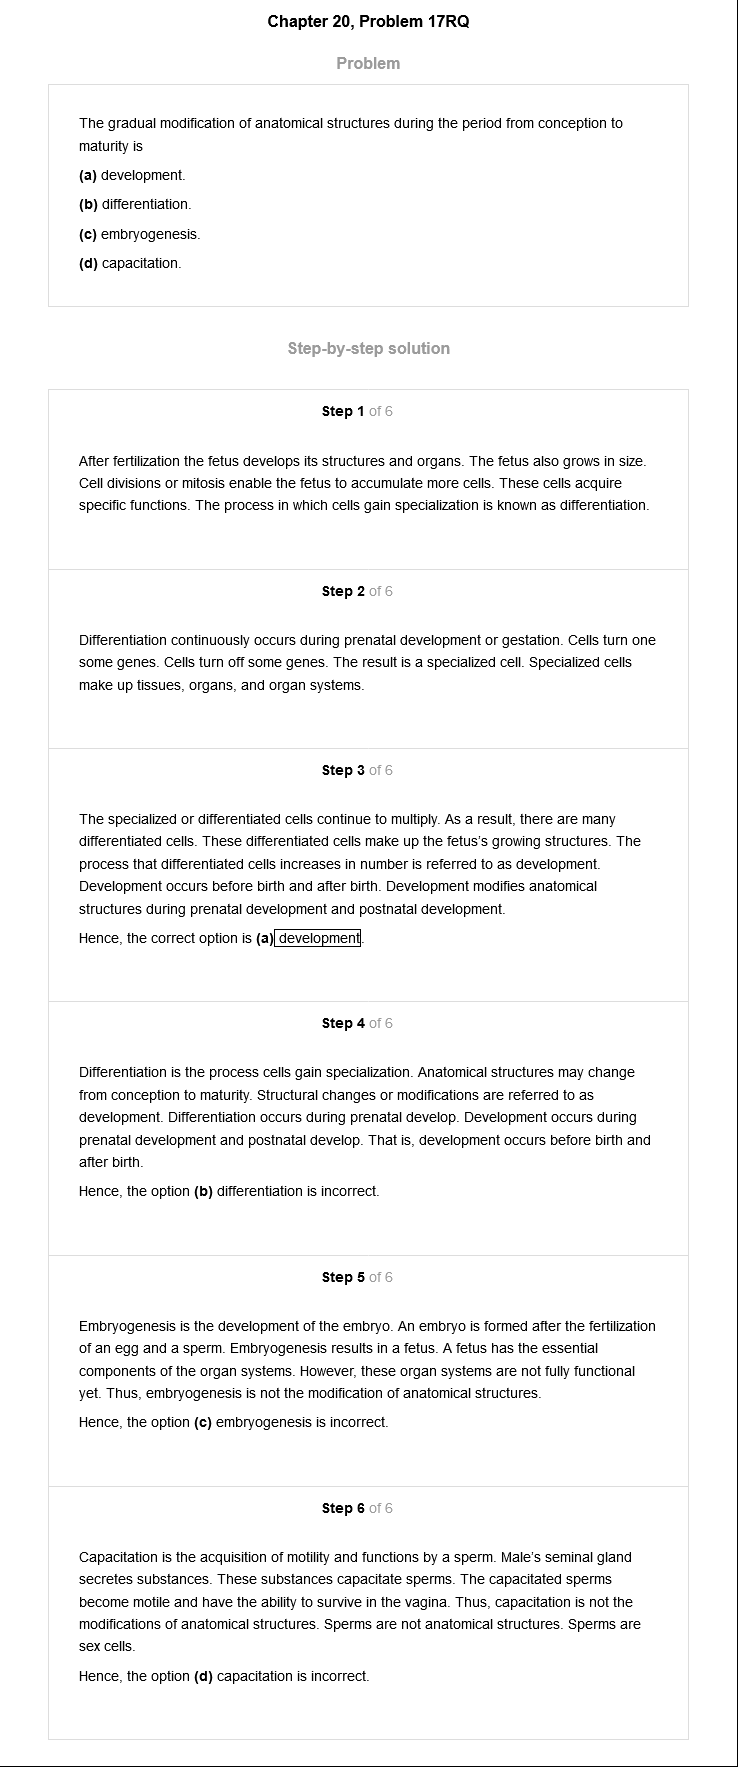 Chapter 20, Problem 17RQ
Problem
The gradual modification of anatomical structures during the period from conception to
maturity is
(a) development.
(b) differentiation.
(c) embryogenesis.
(d) capacitation.
Step-by-step solution
Step 1 of 6
After fertilization the fetus develops its structures and organs. The fetus also grows in size.
Cell divisions or mitosis enable the fetus to accumulate more cells. These cells acquire
specific functions. The process in which cells gain specialization is known as differentiation.
Step 2 of 6
Differentiation continuously occurs during prenatal development or gestation. Cells turn one
some genes. Cells turn off some genes. The result is a specialized cell. Specialized cells
make up tissues, organs, and organ systems.
Step 3 of 6
The specialized or differentiated cells continue to multiply. As a result, there are many
differentiated cells. These differentiated cells make up the fetus's growing structures. The
process that differentiated cells increases in number is referred to as development.
Development occurs before birth and after birth. Development modifies anatomical
structures during prenatal development and postnatal development.
Hence, the correct option is (a) development.
Step 4 of 6
Differentiation is the process cells gain specialization. Anatomical structures may change
from conception to maturity. Structural changes or modifications are referred to as
development. Differentiation occurs during prenatal develop. Development occurs during
prenatal development and postnatal develop. That is, development occurs before birth and
after birth.
Hence, the option (b) differentiation is incorrect.
Step 5 of 6
Embryogenesis is the development of the embryo. An embryo is formed after the fertilization
of an egg and a sperm. Embryogenesis results in a fetus. A fetus has the essential
components of the organ systems. However, these organ systems are not fully functional
yet. Thus, embryogenesis is not the modification of anatomical structures.
Hence, the option (c) embryogenesis is incorrect.
Step 6 of 6
Capacitation is the acquisition of motility and functions by a sperm. Male's seminal gland
secretes substances. These substances capacitate sperms. The capacitated sperms
become motile and have the ability to survive in the vagina. Thus, capacitation is not the
modifications of anatomical structures. Sperms are not anatomical structures. Sperms are
sex cells.
Hence, the option (d) capacitation is incorrect.